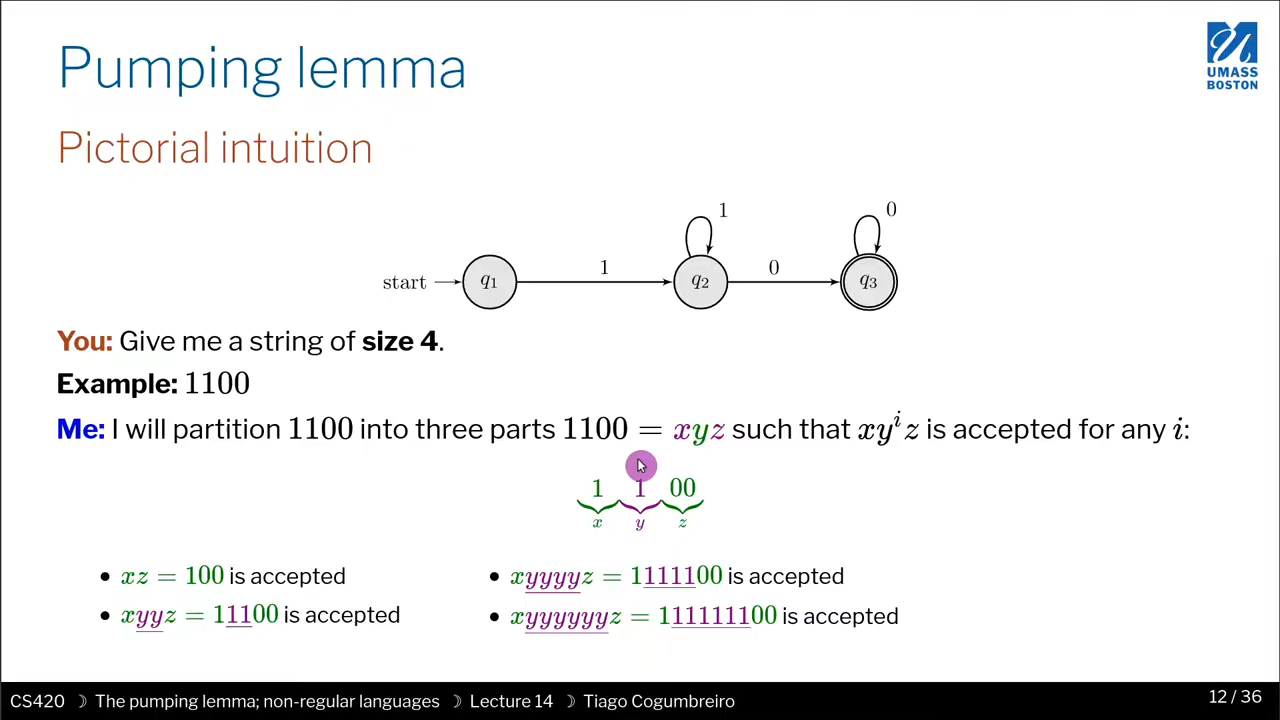 Pumping lemma
UMASS
BOSTON
Pictorial intuition
1
0
start
q₁
1
q₂
0
q₃
You: Give me a string of size 4.
Example: 1100
Me: I will partition 1100 into three parts 1100 = xyz such that xyⁱz is accepted for any i:
1 1 00
x y z
• xz = 100 is accepted
• xyyyyz = 1111100 is accepted
• xyyz = 11100 is accepted
• xyyyyyyz = 111111100 is accepted
CS420 ☽ The pumping lemma; non-regular languages ☽ Lecture 14 ☽ Tiago Cogumbreiro
12 / 36